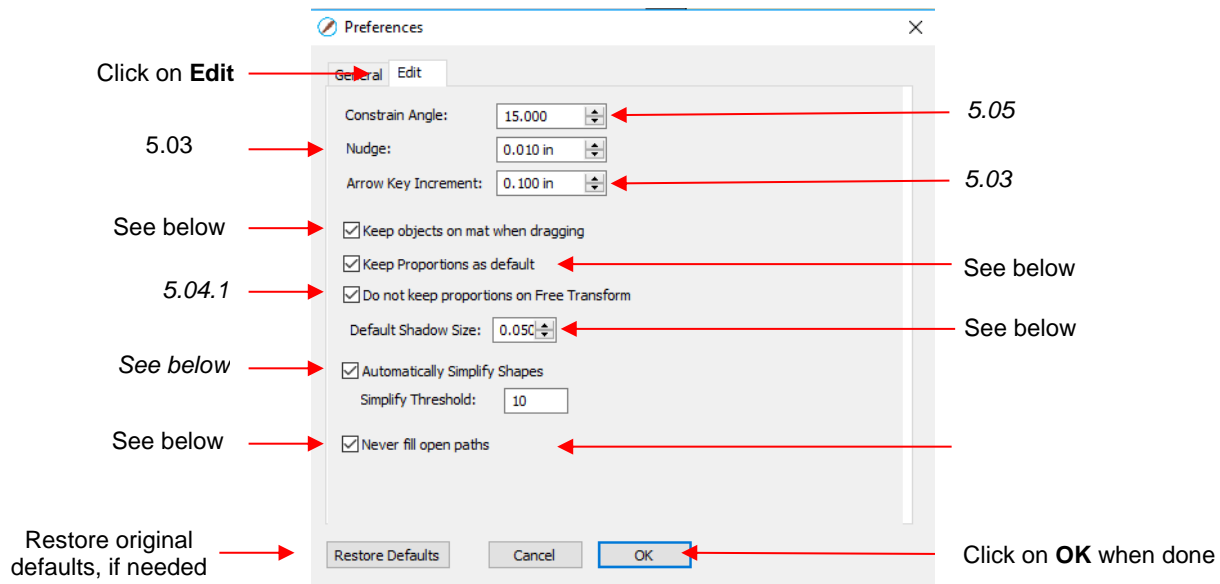 Preferences
Click on Edit
General Edit
Constrain Angle: 15.000
5.05
5.03
Nudge: 0.010 in
Arrow Key Increment: 0.100 in
5.03
See below
Keep objects on mat when dragging
Keep Proportions as default
See below
5.04.1
Do not keep proportions on Free Transform
Default Shadow Size: 0.050
See below
See below
Automatically Simplify Shapes
Simplify Threshold: 10
See below
Never fill open paths
Restore original
defaults, if needed
Restore Defaults Cancel OK
Click on OK when done